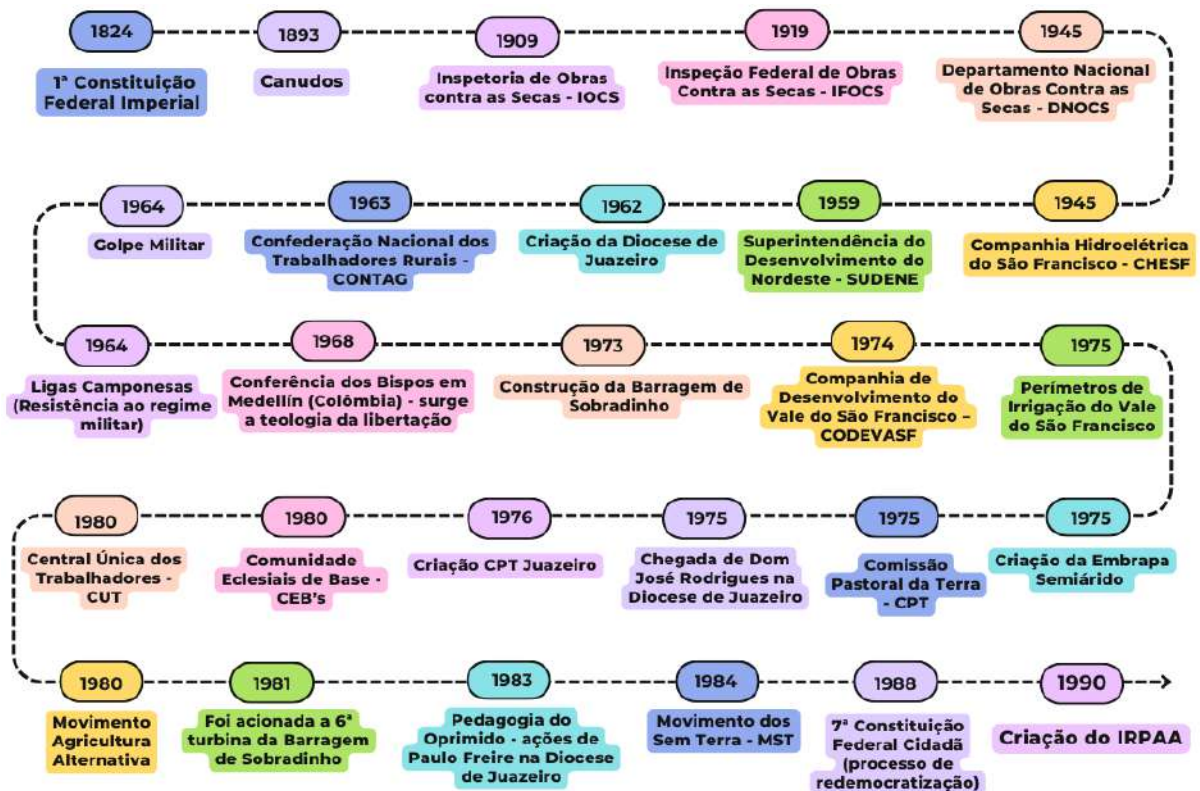 1824
1ª Constituição
Federal Imperial
1893
Canudos
1909
Inspetoria de Obras
contra as Secas - IOCS
1919
Inspeção Federal de Obras
Contra as Secas - IFOCS
1945
Departamento Nacional
de Obras Contra as
Secas - DNOCS
1945
Companhia Hidroelétrica
do São Francisco - CHESF
1959
Superintendência do
Desenvolvimento do
Nordeste - SUDENE
1962
Criação da Diocese de
Juazeiro
1963
Confederação Nacional dos
Trabalhadores Rurais -
CONTAG
1964
Golpe Militar
1964
Ligas Camponesas
(Resistência ao regime
militar)
1968
Conferência dos Bispos em
Medellín (Colômbia) - surge
a teologia da libertação
1973
Construção da Barragem de
Sobradinho
1974
Companhia de
Desenvolvimento do
Vale do São Francisco –
CODEVASF
1975
Perímetros de
Irrigação do Vale
do São Francisco
1975
Criação da Embrapa
Semiárido
1975
Comissão
Pastoral da Terra
- CPT
1975
Chegada de Dom
José Rodrigues na
Diocese de Juazeiro
1976
Criação CPT Juazeiro
1980
Comunidade
Eclesiais de Base -
CEB's
1980
Central Única dos
Trabalhadores -
CUT
1980
Movimento
Agricultura
Alternativa
1981
Foi acionada a 6ª
turbina da Barragem
de Sobradinho
1983
Pedagogia do
Oprimido - ações de
Paulo Freire na Diocese
de Juazeiro
1984
Movimento dos
Sem Terra - MST
1988
7ª Constituição
Federal Cidadã
(processo de
redemocratização)
1990
Criação do IRPAA